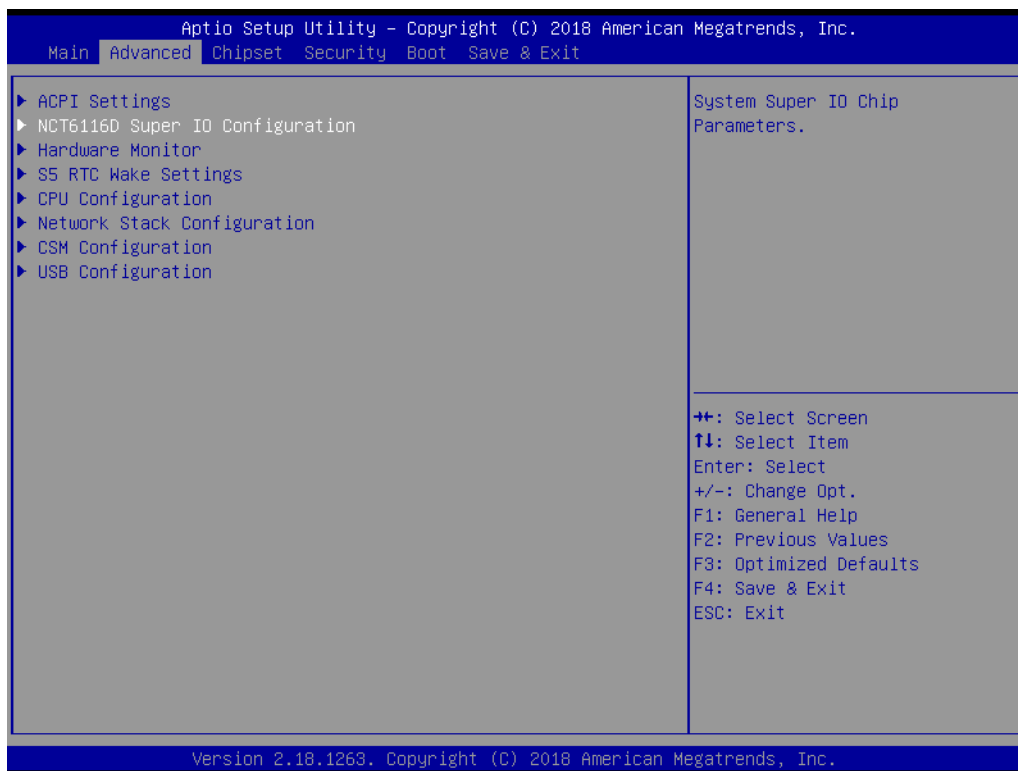 Aptio Setup Utility – Copyright (C) 2018 American Megatrends, Inc.
Main Advanced Chipset Security Boot Save & Exit
▶ ACPI Settings
▶ NCT6116D Super IO Configuration
▶ Hardware Monitor
▶ S5 RTC Wake Settings
▶ CPU Configuration
▶ Network Stack Configuration
▶ CSM Configuration
▶ USB Configuration
System Super IO Chip
Parameters.
→←: Select Screen
↑↓: Select Item
Enter: Select
+/-: Change Opt.
F1: General Help
F2: Previous Values
F3: Optimized Defaults
F4: Save & Exit
ESC: Exit
Version 2.18.1263. Copyright (C) 2018 American Megatrends, Inc.